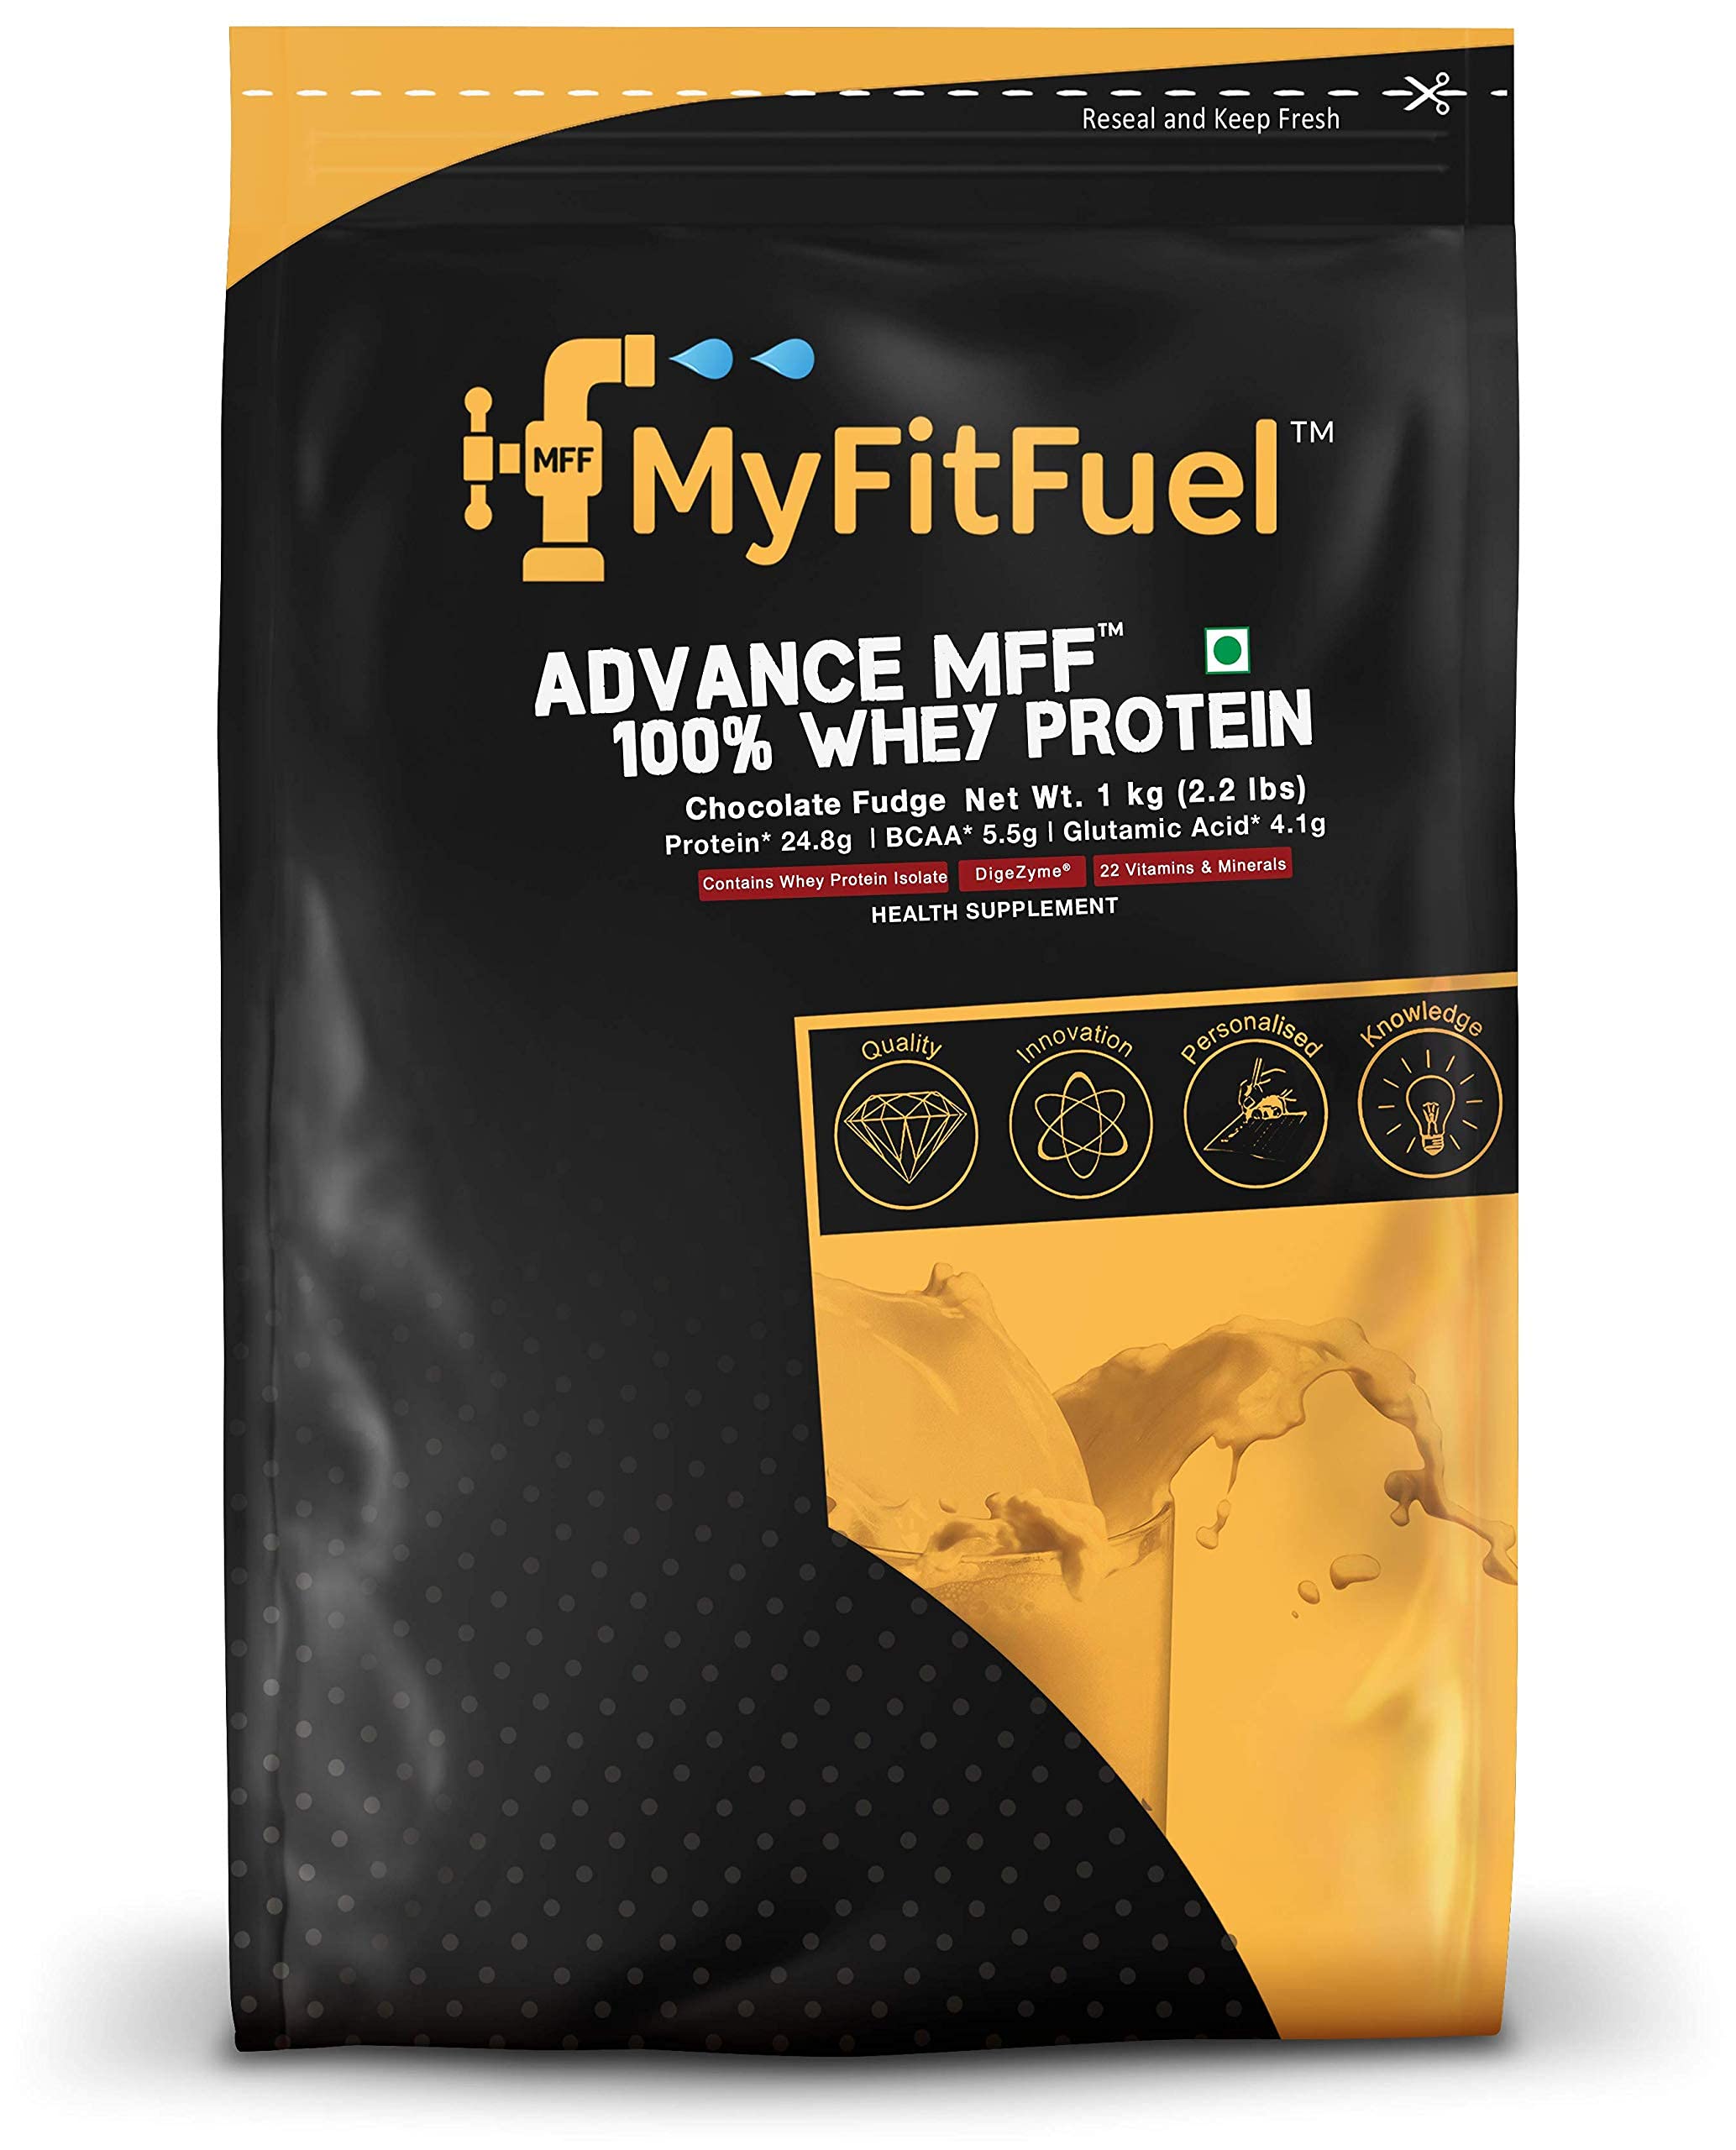 Reseal and Keep Fresh
MFF
MyFitFuel™
ADVANCE MFF™
100% WHEY PROTEIN
Chocolate Fudge Net Wt. 1 kg (2.2 lbs)
Protein* 24.8g | BCAA* 5.5g | Glutamic Acid* 4.1g
Contains Whey Protein Isolate DigeZyme® 22 Vitamins & Minerals
HEALTH SUPPLEMENT
Quality Innovation Personalised Knowledge